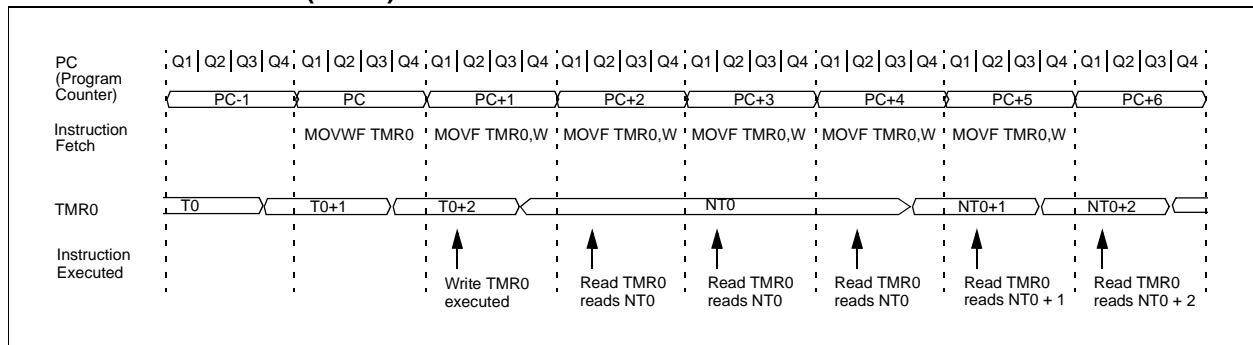 PC
(Program
Counter)
Q1 Q2 Q3 Q4 Q1 Q2 Q3 Q4 Q1 Q2 Q3 Q4 Q1 Q2 Q3 Q4 Q1 Q2 Q3 Q4 Q1 Q2 Q3 Q4 Q1 Q2 Q3 Q4 Q1 Q2 Q3 Q4
PC-1 PC PC+1 PC+2 PC+3 PC+4 PC+5 PC+6
Instruction
Fetch
MOVWF TMR0 MOVF TMR0,W MOVF TMR0,W MOVF TMR0,W MOVF TMR0,W MOVF TMR0,W
TMR0
T0 T0+1 T0+2 NT0 NT0+1 NT0+2
Instruction
Executed
Write TMR0
executed
Read TMR0
reads NT0
Read TMR0
reads NT0
Read TMR0
reads NT0
Read TMR0
reads NT0 + 1
Read TMR0
reads NT0 + 2